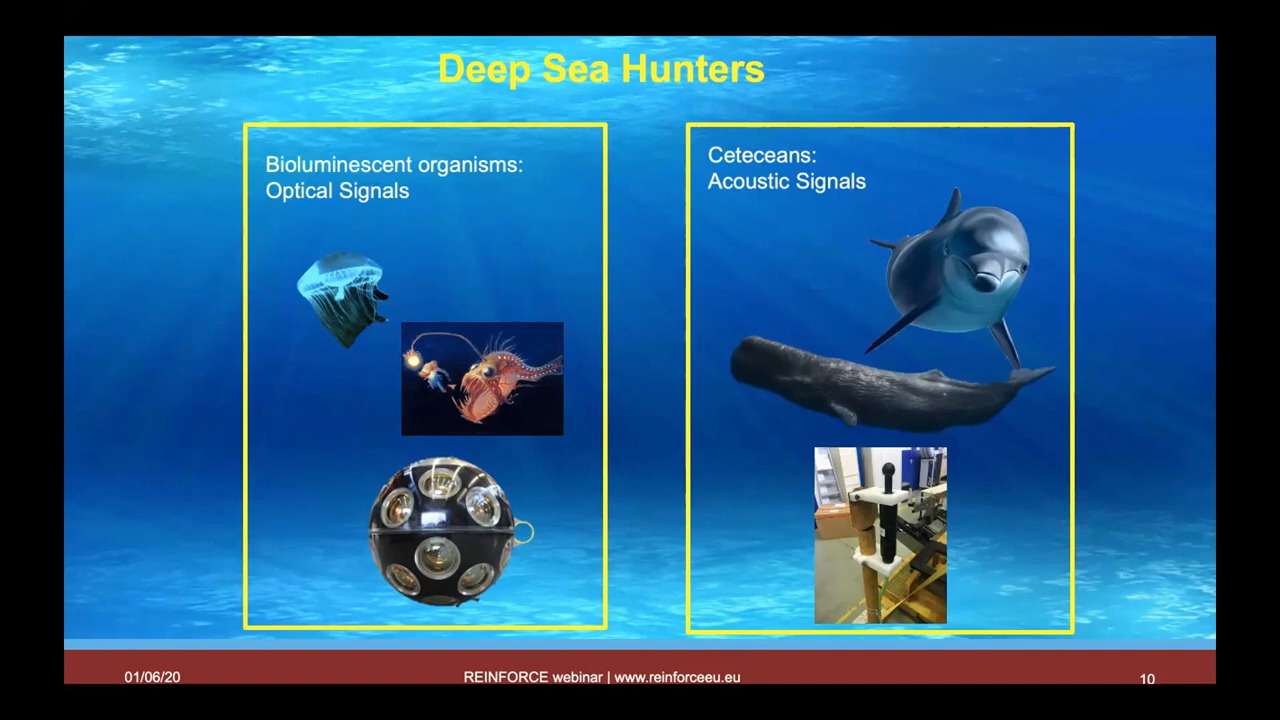 Deep Sea Hunters
Bioluminescent organisms:
Optical Signals
Ceteceans:
Acoustic Signals
01/06/20
REINFORCE webinar | www.reinforceeu.eu
10